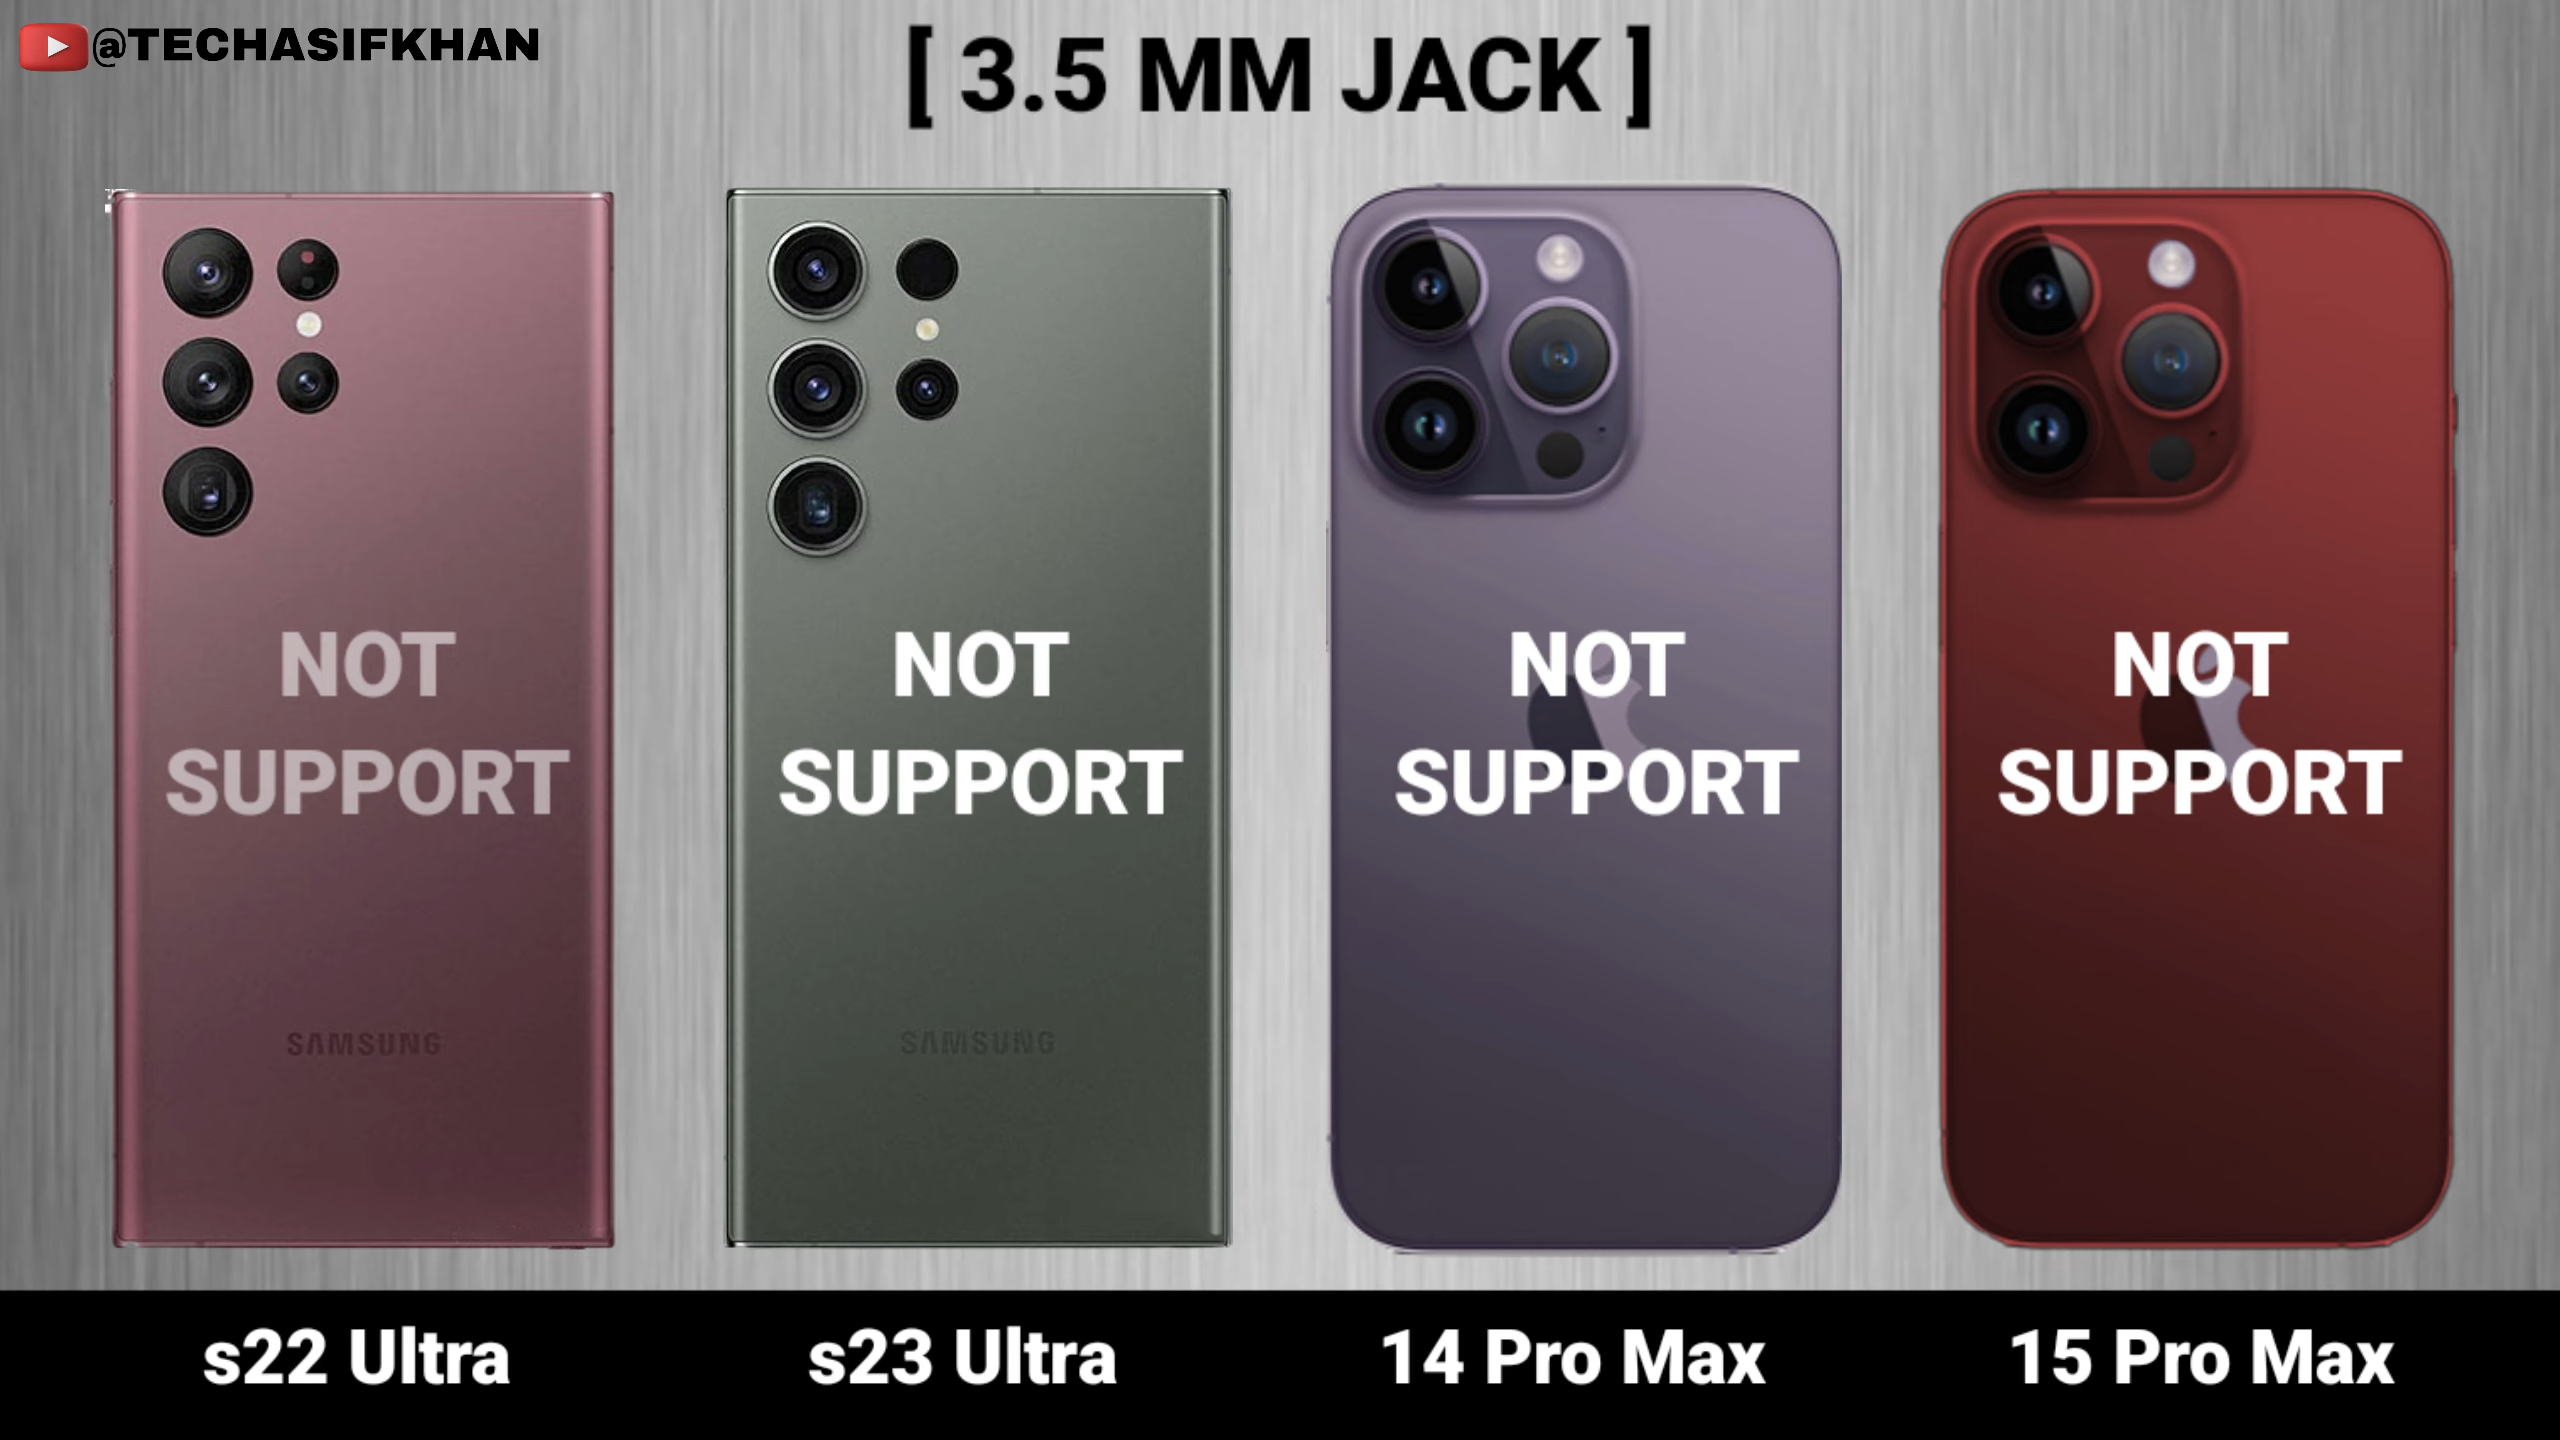 @TECHASIFKHAN
[ 3.5 MM JACK ]
NOT
SUPPORT
SAMSUNG
NOT
SUPPORT
SAMSUNG
NOT
SUPPORT
NOT
SUPPORT
s22 Ultra
s23 Ultra
14 Pro Max
15 Pro Max